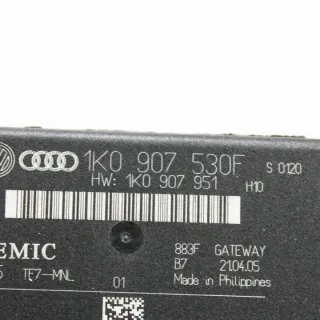 1K0 907 530F S 0120
HW: 1K0 907 951 H10
EMIC 883F GATEWAY
B7 21.04.05
TE7-MNL 01 Made in Philippines